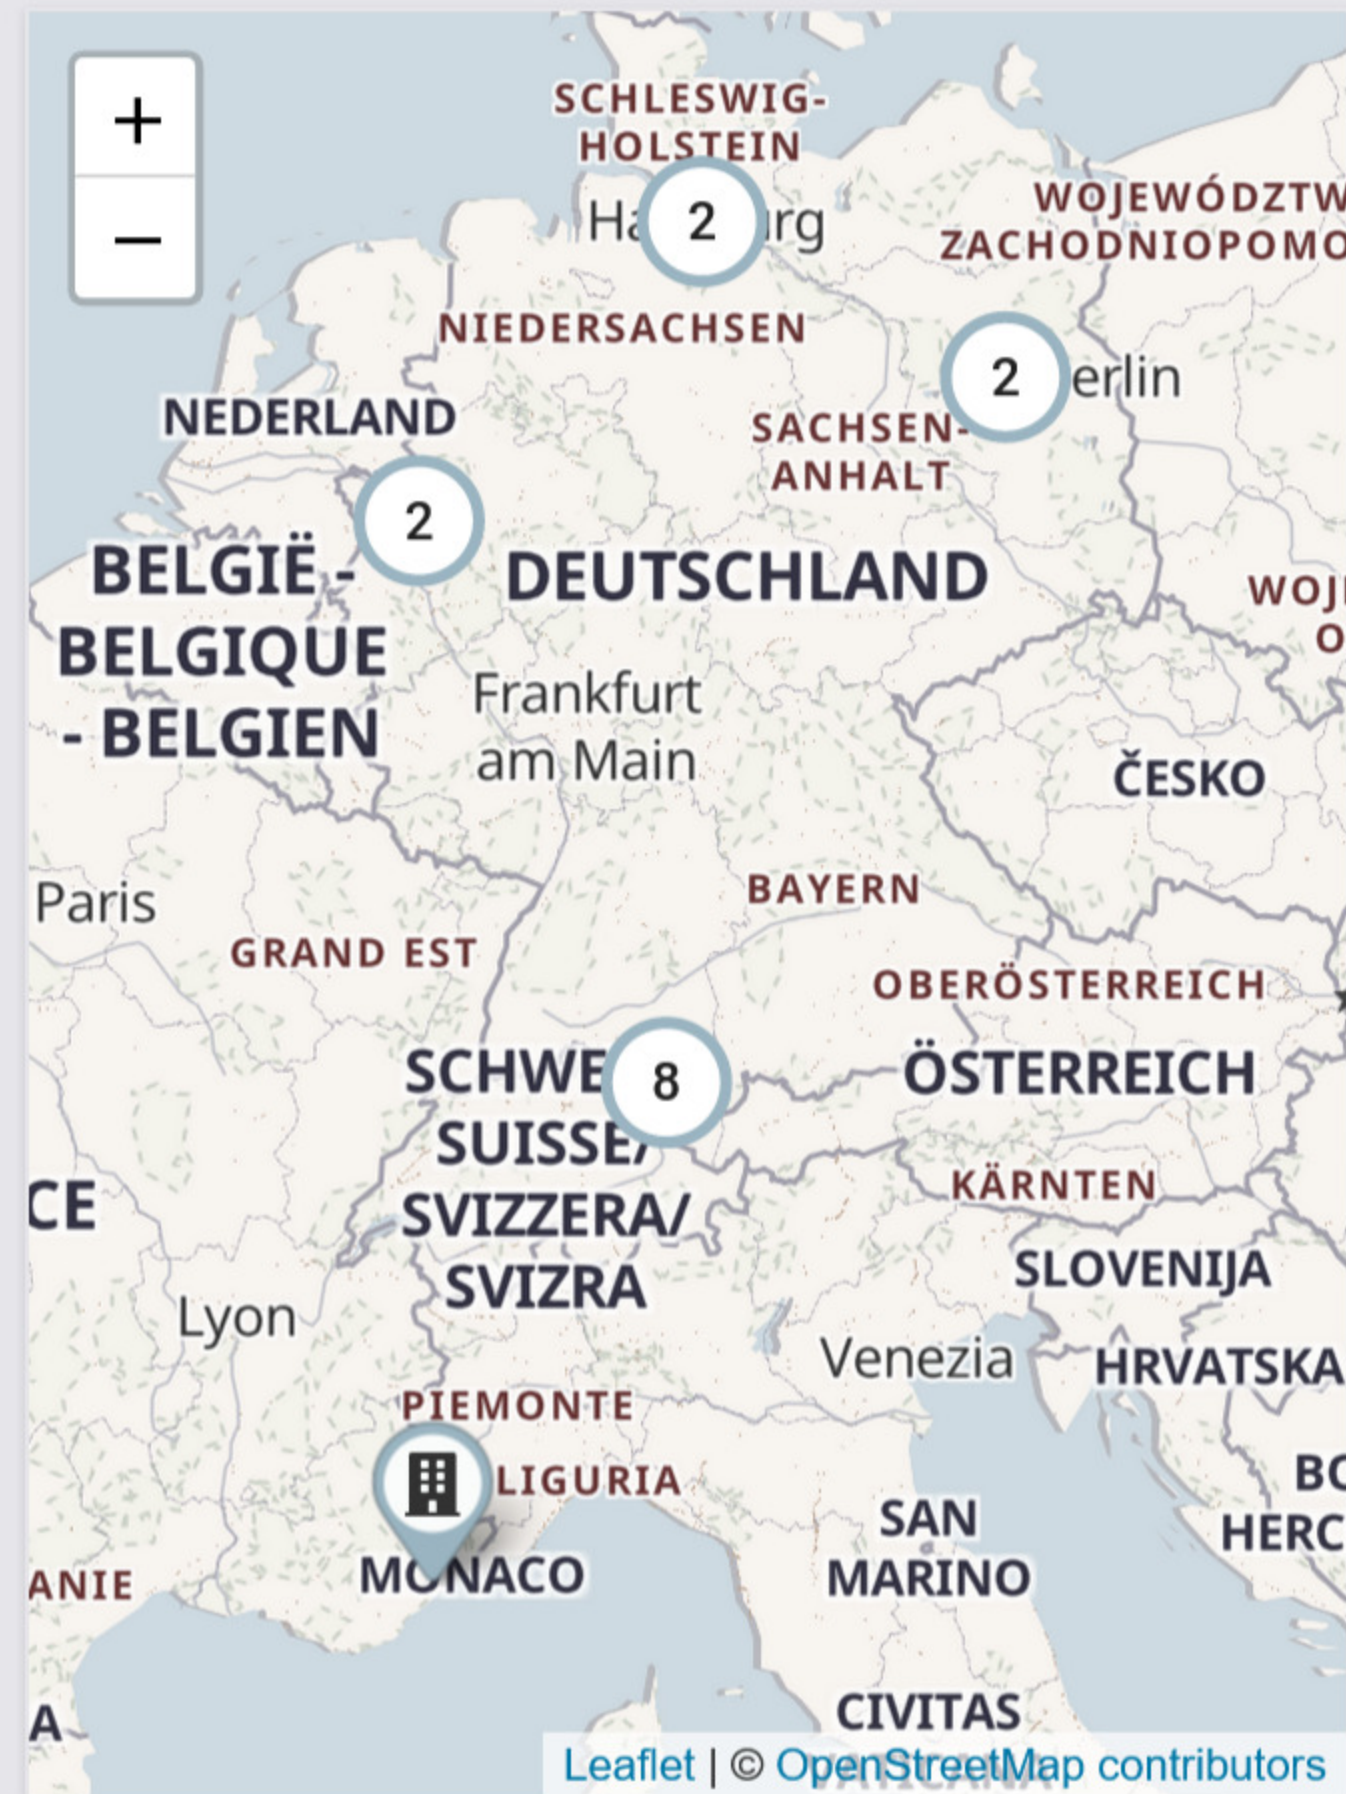 +
−
SCHLESWIG-
HOLSTEIN
2
WOJEWÓDZTW
ZACHODNIOPOMO
NIEDERSACHSEN
2
erlin
NEDERLAND
SACHSEN-
ANHALT
2
BELGIË -
BELGIQUE
- BELGIEN
DEUTSCHLAND
WOJ
O
Frankfurt
am Main
ČESKO
Paris
BAYERN
GRAND EST
OBERÖSTERREICH
SCHWE
8
SUISSE/
SVIZZERA/
SVIZRA
ÖSTERREICH
CE
KÄRNTEN
SLOVENIJA
Lyon
Venezia
HRVATSKA
PIEMONTE
LIGURIA
MONACO
SAN
MARINO
BO
HERC
ANIE
A
CIVITAS
Leaflet | © OpenStreetMap contributors